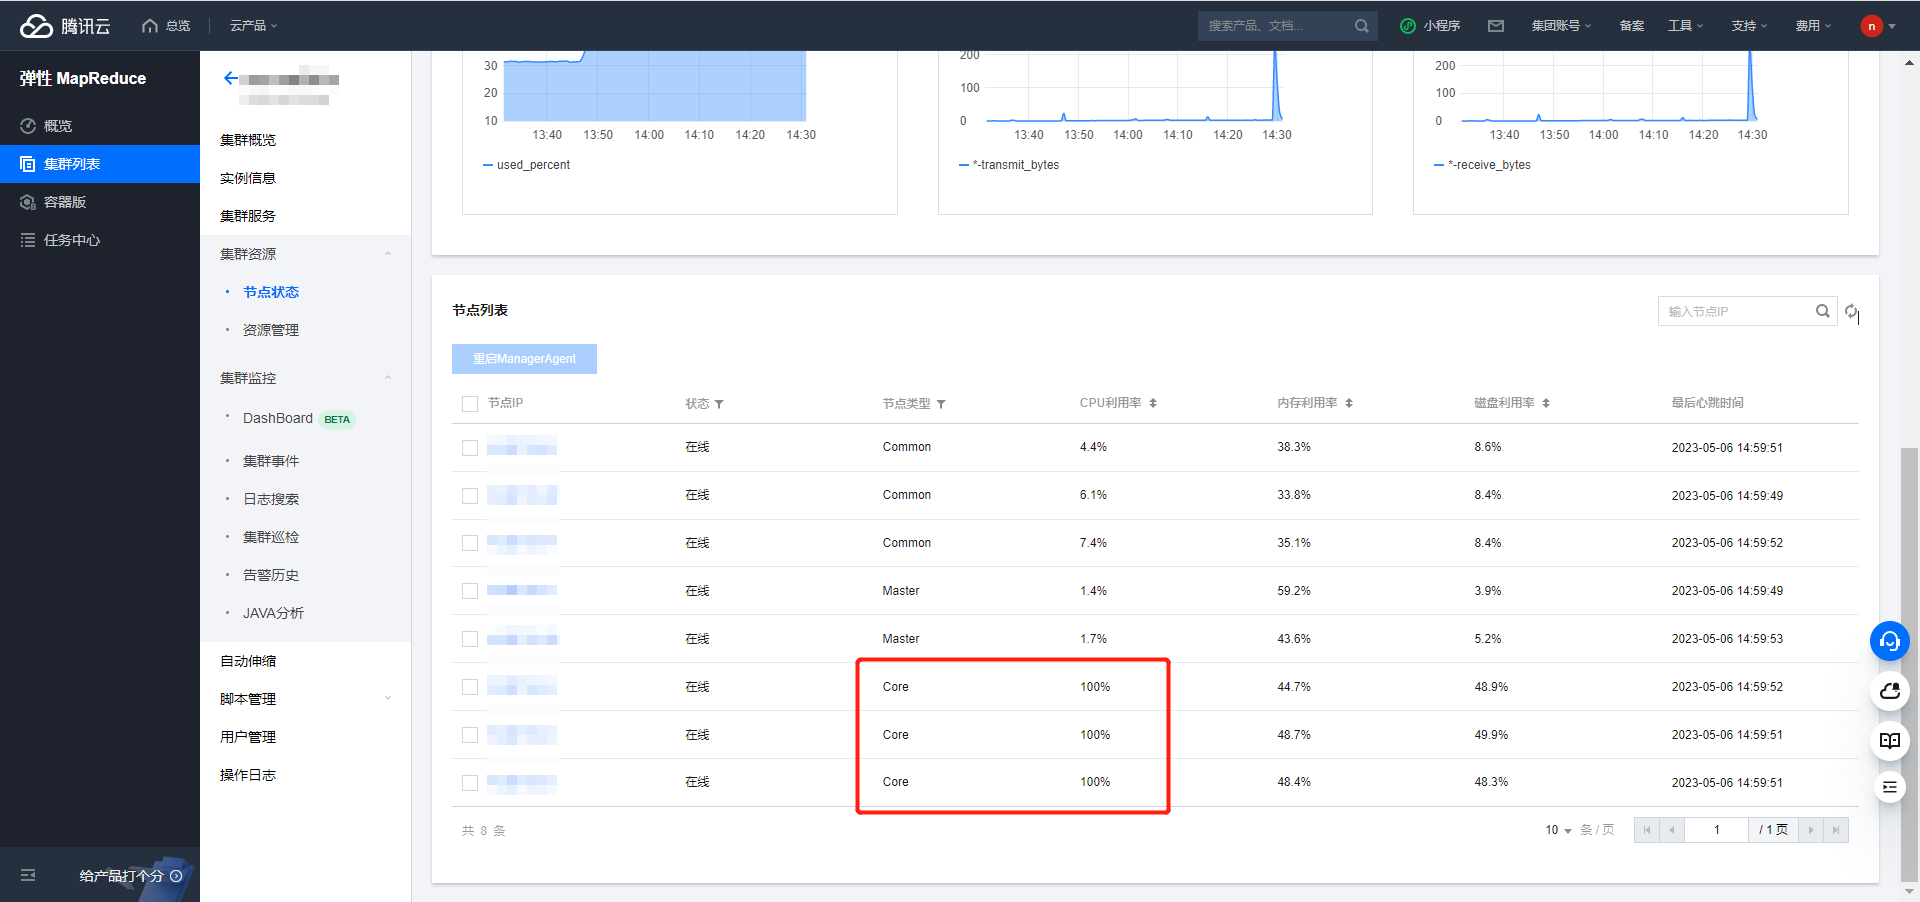 腾讯云 总览 云产品 搜索产品、文档... 小程序 集团账号 备案 工具 支持 费用 n
弹性 MapReduce
概览
集群列表
容器版
任务中心
给产品打个分
集群概览
实例信息
集群服务
集群资源
节点状态
资源管理
集群监控
DashBoard BETA
集群事件
日志搜索
集群巡检
告警历史
JAVA分析
自动伸缩
脚本管理
用户管理
操作日志
30
20
10
13:40 13:50 14:00 14:10 14:20 14:30
used_percent
200
100
0
13:40 13:50 14:00 14:10 14:20 14:30
*-transmit_bytes
200
100
0
13:40 13:50 14:00 14:10 14:20 14:30
*-receive_bytes
节点列表
输入节点IP
重启ManagerAgent
节点IP 状态 节点类型 CPU利用率 内存利用率 磁盘利用率 最后心跳时间
在线 Common 4.4% 38.3% 8.6% 2023-05-06 14:59:51
在线 Common 6.1% 33.8% 8.4% 2023-05-06 14:59:49
在线 Common 7.4% 35.1% 8.4% 2023-05-06 14:59:52
在线 Master 1.4% 59.2% 3.9% 2023-05-06 14:59:49
在线 Master 1.7% 43.6% 5.2% 2023-05-06 14:59:53
在线 Core 100% 44.7% 48.9% 2023-05-06 14:59:52
在线 Core 100% 48.7% 49.9% 2023-05-06 14:59:51
在线 Core 100% 48.4% 48.3% 2023-05-06 14:59:51
共 8 条
10 条 / 页 1 / 1 页